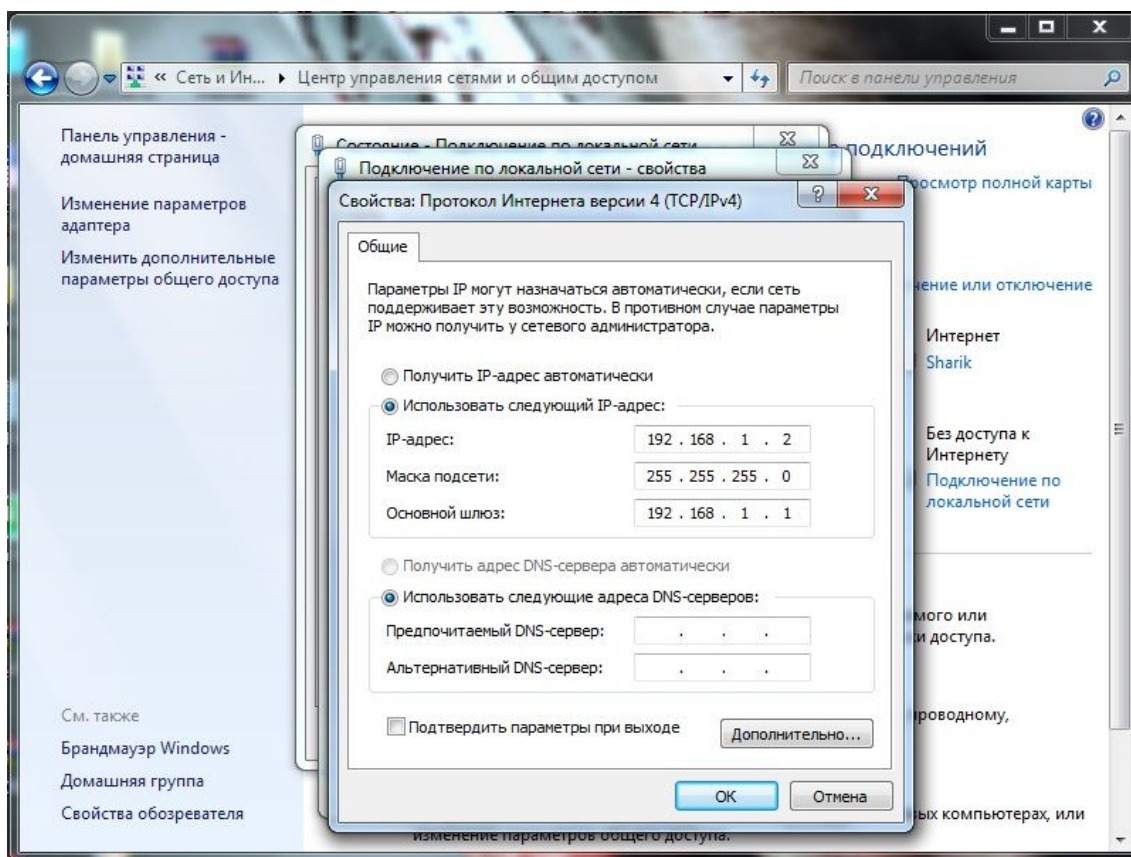 « Сеть и Ин... ▸ Центр управления сетями и общим доступом
Поиск в панели управления
Панель управления -
домашняя страница
Изменение параметров
адаптера
Изменить дополнительные
параметры общего доступа
См. также
Брандмауэр Windows
Домашняя группа
Свойства обозревателя
Состояние - Подключение по локальной сети
Подключение по локальной сети - свойства
Свойства: Протокол Интернета версии 4 (TCP/IPv4)
Общие
Параметры IP могут назначаться автоматически, если сеть
поддерживает эту возможность. В противном случае параметры
IP можно получить у сетевого администратора.
Получить IP-адрес автоматически
Использовать следующий IP-адрес:
IP-адрес: 192 . 168 . 1 . 2
Маска подсети: 255 . 255 . 255 . 0
Основной шлюз: 192 . 168 . 1 . 1
Получить адрес DNS-сервера автоматически
Использовать следующие адреса DNS-серверов:
Предпочитаемый DNS-сервер: . . .
Альтернативный DNS-сервер: . . .
Подтвердить параметры при выходе
Дополнительно...
ОК
Отмена
подключений
Просмотр полной карты
чение или отключение
Интернет
Sharik
Без доступа к
Интернету
Подключение по
локальной сети
мого или
и доступа.
роводному,
ых компьютерах, или
изменение параметров общего доступа.